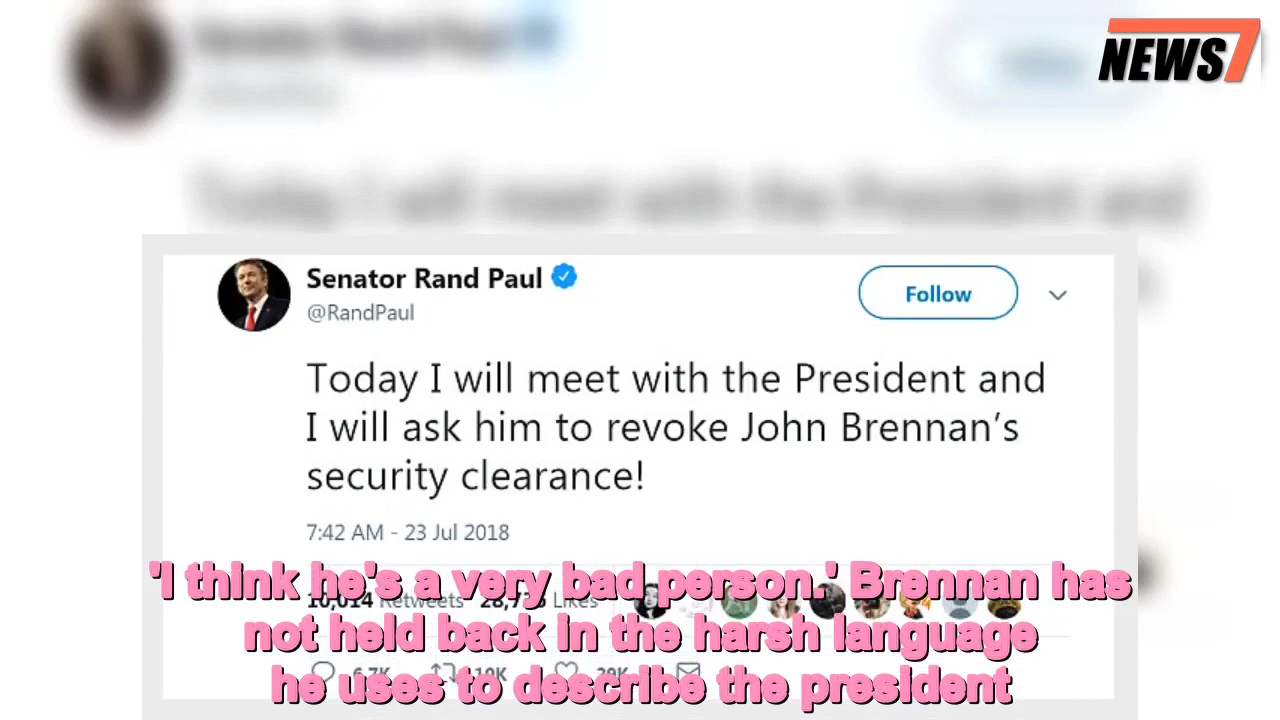 NEWS7
Senator Rand Paul
@RandPaul
Follow
Today I will meet with the President and
I will ask him to revoke John Brennan’s
security clearance!
7:42 AM - 23 Jul 2018
'I think he's a very bad person.' Brennan has
Retweets Likes
not held back in the harsh language
he uses to describe the president